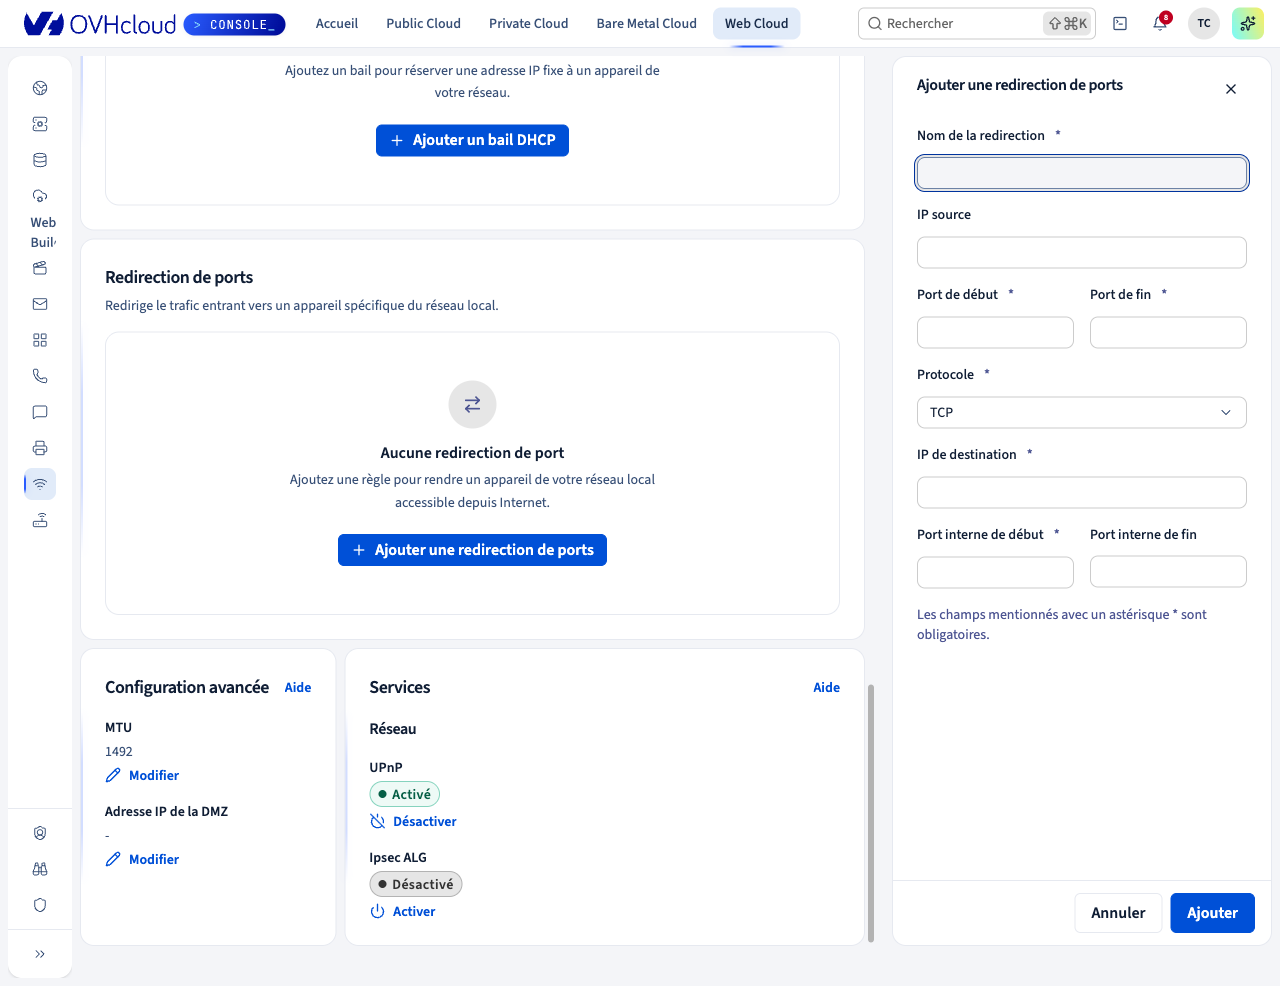 OVHcloud
> CONSOLE_
Accueil
Public Cloud
Private Cloud
Bare Metal Cloud
Web Cloud
Rechercher
⇧⌘K
8
TC
Web
Ajoutez un bail pour réserver une adresse IP fixe à un appareil de
votre réseau.
Ajouter un bail DHCP
Redirection de ports
Redirige le trafic entrant vers un appareil spécifique du réseau local.
Aucune redirection de port
Ajoutez une règle pour rendre un appareil de votre réseau local
accessible depuis Internet.
Ajouter une redirection de ports
Configuration avancée
Aide
MTU
1492
Modifier
Adresse IP de la DMZ
-
Modifier
Services
Aide
Réseau
UPnP
Activé
Désactiver
Ipsec ALG
Désactivé
Activer
Ajouter une redirection de ports
Nom de la redirection *
IP source
Port de début *
Port de fin *
Protocole *
TCP
IP de destination *
Port interne de début *
Port interne de fin
Les champs mentionnés avec un astérisque * sont
obligatoires.
Annuler
Ajouter